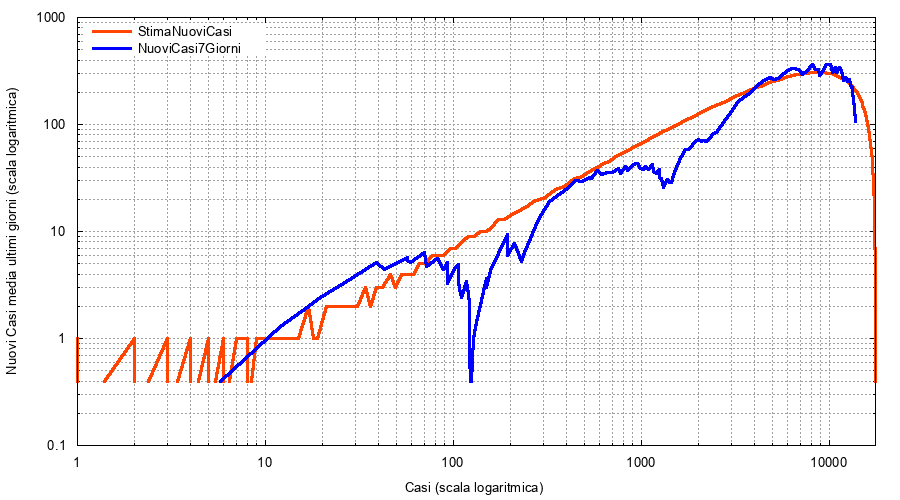 1000
StimaNuoviCasi
NuoviCasi7Giorni
100
10
1
0.1
Nuovi Casi media ultimi giorni (scala logaritmica)
1 10 100 1000 10000
Casi (scala logaritmica)